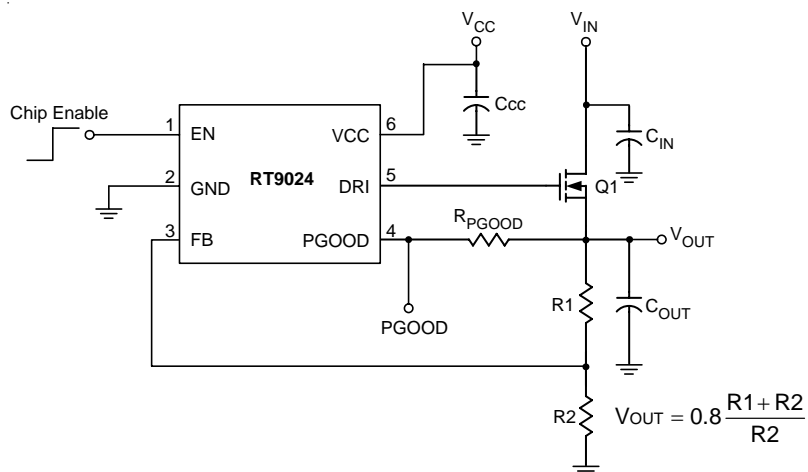 VCC
VIN
Chip Enable
Ccc
CIN
1
EN
VCC
6
2
GND
RT9024
DRI
5
Q1
3
FB
PGOOD
4
RPGOOD
VOUT
PGOOD
R1
COUT
R2
VOUT = 0.8 R1+R2 / R2